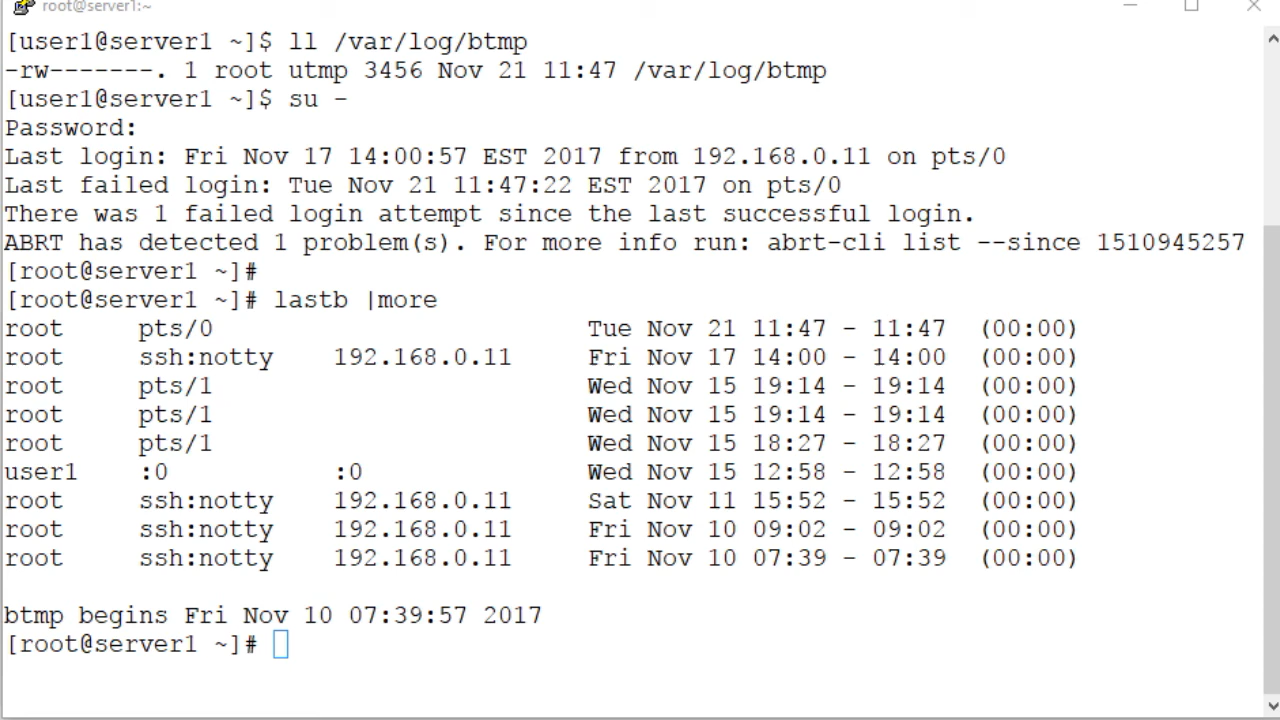 root@server1:~
[user1@server1 ~]$ ll /var/log/btmp
-rw-------. 1 root utmp 3456 Nov 21 11:47 /var/log/btmp
[user1@server1 ~]$ su -
Password:
Last login: Fri Nov 17 14:00:57 EST 2017 from 192.168.0.11 on pts/0
Last failed login: Tue Nov 21 11:47:22 EST 2017 on pts/0
There was 1 failed login attempt since the last successful login.
ABRT has detected 1 problem(s). For more info run: abrt-cli list --since 1510945257
[root@server1 ~]#
[root@server1 ~]# lastb |more
root     pts/0                         Tue Nov 21 11:47 - 11:47  (00:00)
root     ssh:notty    192.168.0.11     Fri Nov 17 14:00 - 14:00  (00:00)
root     pts/1                         Wed Nov 15 19:14 - 19:14  (00:00)
root     pts/1                         Wed Nov 15 19:14 - 19:14  (00:00)
root     pts/1                         Wed Nov 15 18:27 - 18:27  (00:00)
user1    :0           :0               Wed Nov 15 12:58 - 12:58  (00:00)
root     ssh:notty    192.168.0.11     Sat Nov 11 15:52 - 15:52  (00:00)
root     ssh:notty    192.168.0.11     Fri Nov 10 09:02 - 09:02  (00:00)
root     ssh:notty    192.168.0.11     Fri Nov 10 07:39 - 07:39  (00:00)

btmp begins Fri Nov 10 07:39:57 2017
[root@server1 ~]#